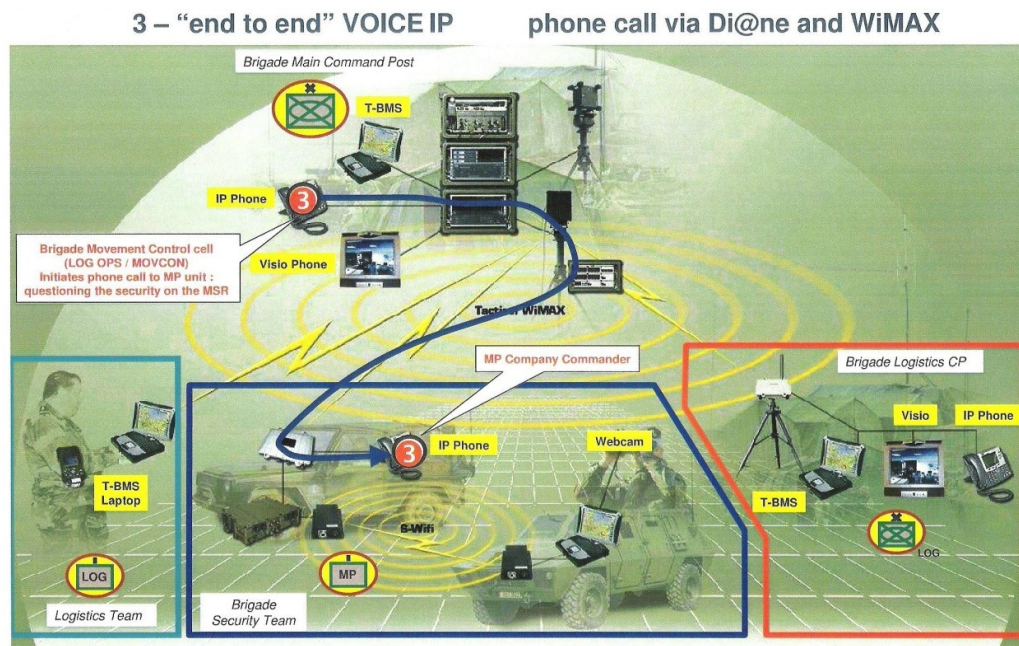 3 – “end to end” VOICE IP phone call via Di@ne and WiMAX
Brigade Main Command Post
T-BMS
IP Phone
3
Brigade Movement Control cell
(LOG OPS / MOVCON)
Initiates phone call to MP unit :
questioning the security on the MSR
Visio Phone
Tactical WiMAX
MP Company Commander
Brigade Logistics CP
Visio
IP Phone
T-BMS
LOG
T-BMS
Laptop
LOG
Logistics Team
IP Phone
3
Webcam
B-Wifi
MP
Brigade
Security Team